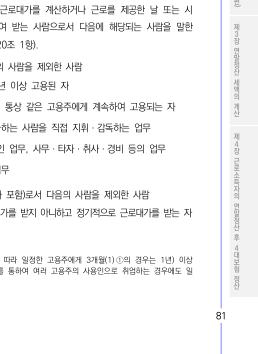 근로대가를 계산하거나 근로를 제공한 날 또는 시
여 받는 사람으로서 다음에 해당되는 사람을 말한
20조 1항).
의 사람을 제외한 사람
년 이상 고용된 자
통상 같은 고용주에게 계속하여 고용되는 자
하는 사람을 직접 지휘·감독하는 업무
인 업무, 사무·타자·취사·경비 등의 업무
업무
포함)로서 다음의 사람을 제외한 사람
가를 받지 아니하고 정기적으로 근로대가를 받는 자
따라 일정한 고용주에게 3개월(1)①의 경우는 1년) 이상
를 통하여 여러 고용주의 사용인으로 취업하는 경우에도 일
제3장 연말정산 세액의 계산
제4장 근로소득자의 연말정산 후 4대보험 정산
81